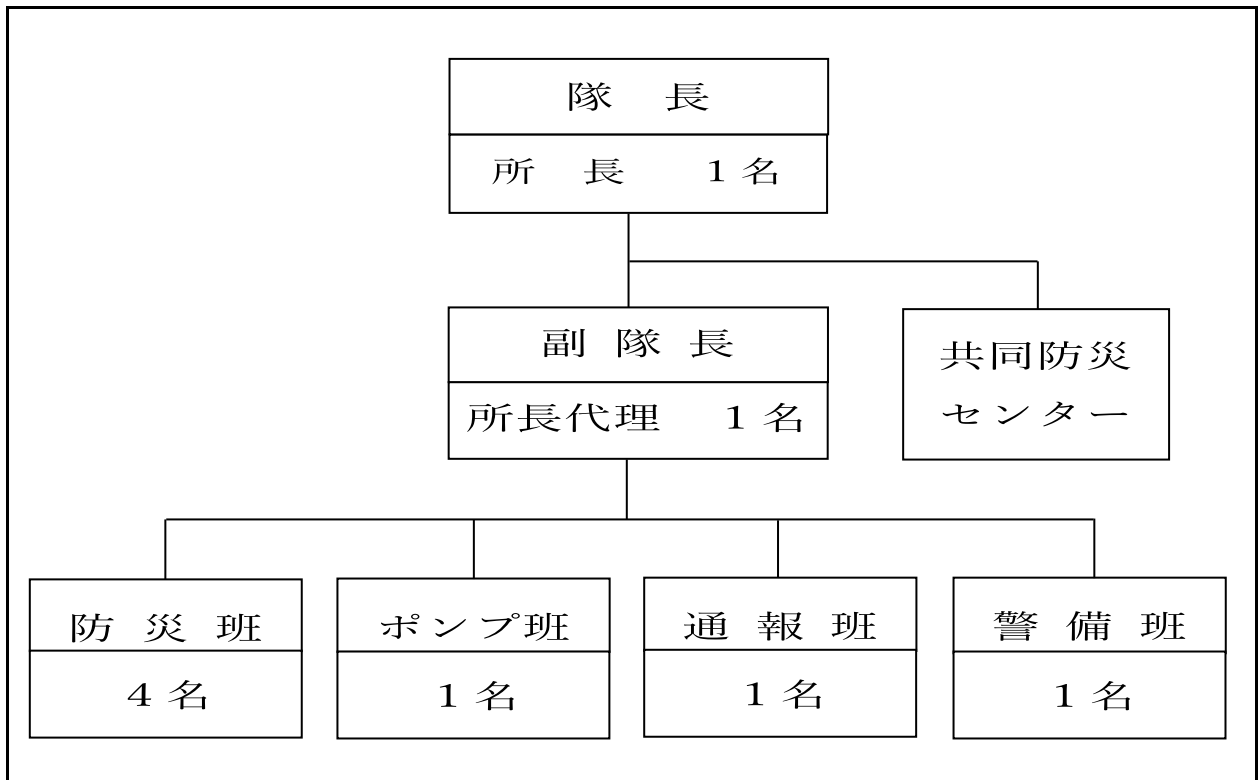 隊 長
所 長 1名
副 隊 長
所長代理 1名
共同防災
センター
防 災 班
4名
ポンプ班
1名
通 報 班
1名
警 備 班
1名